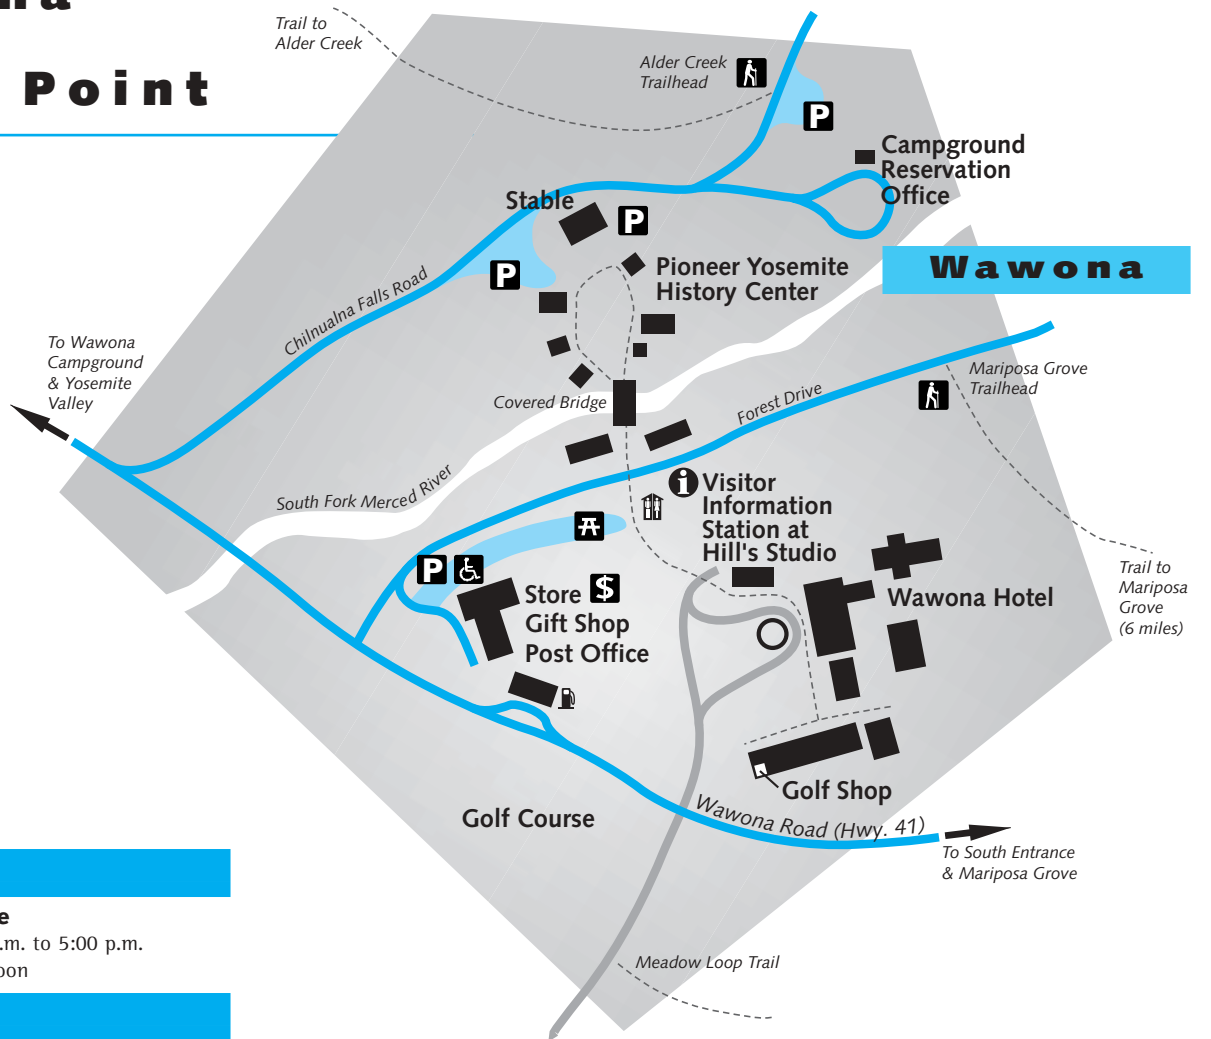 Point
Trail to
Alder Creek
Alder Creek
Trailhead
P
Campground
Reservation
Office
Stable
P
Pioneer Yosemite
History Center
P
Wawona
Chilnualna Falls Road
To Wawona
Campground
& Yosemite
Valley
Mariposa Grove
Trailhead
Covered Bridge
Forest Drive
South Fork Merced River
i Visitor
Information
Station at
Hill's Studio
P
Store $
Gift Shop
Post Office
Wawona Hotel
Trail to
Mariposa
Grove
(6 miles)
Golf Shop
Golf Course
Wawona Road (Hwy. 41)
To South Entrance
& Mariposa Grove
.m. to 5:00 p.m.
Meadow Loop Trail